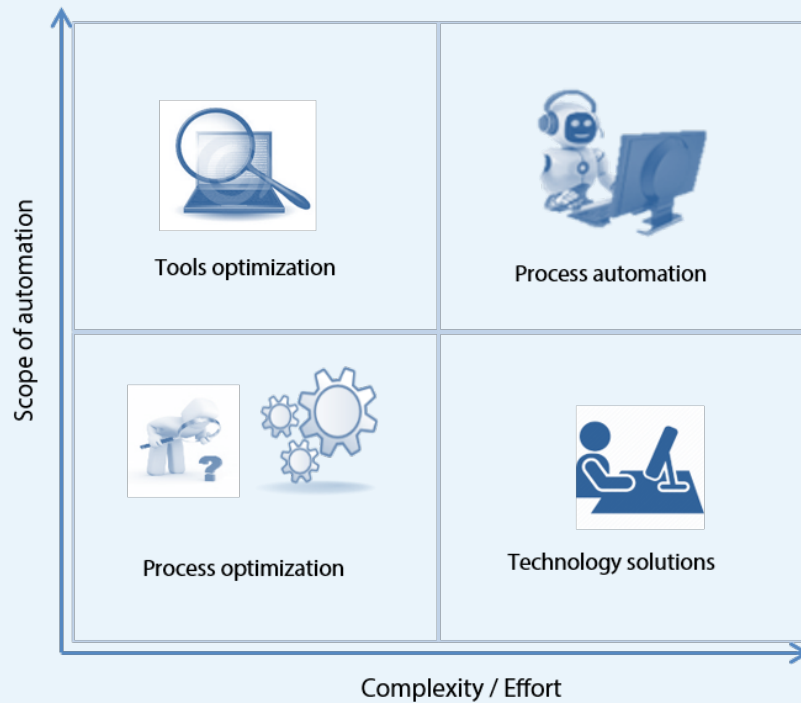 Scope of automation
Tools optimization
Process automation
?
Process optimization
Technology solutions
Complexity / Effort